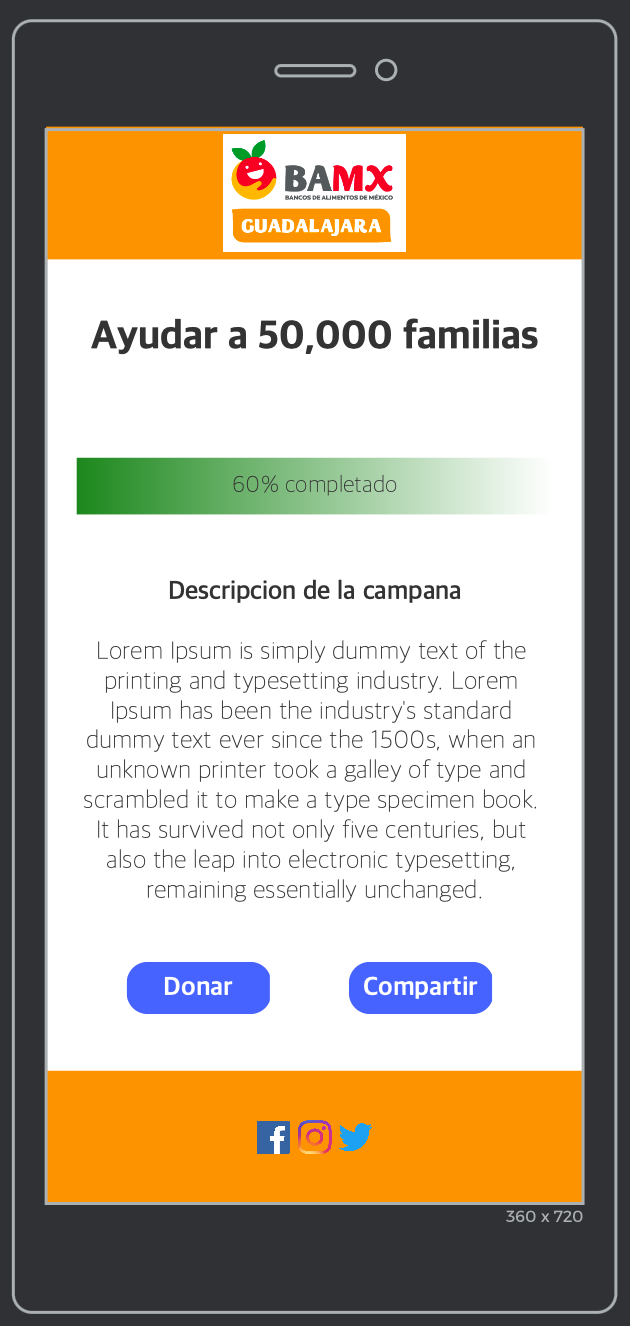 BAMX
BANCOS DE ALIMENTOS DE MÉXICO
GUADALAJARA
Ayudar a 50,000 familias
60% completado
Descripcion de la campana
Lorem Ipsum is simply dummy text of the
printing and typesetting industry. Lorem
Ipsum has been the industry's standard
dummy text ever since the 1500s, when an
unknown printer took a galley of type and
scrambled it to make a type specimen book.
It has survived not only five centuries, but
also the leap into electronic typesetting,
remaining essentially unchanged.
Donar
Compartir
360 x 720